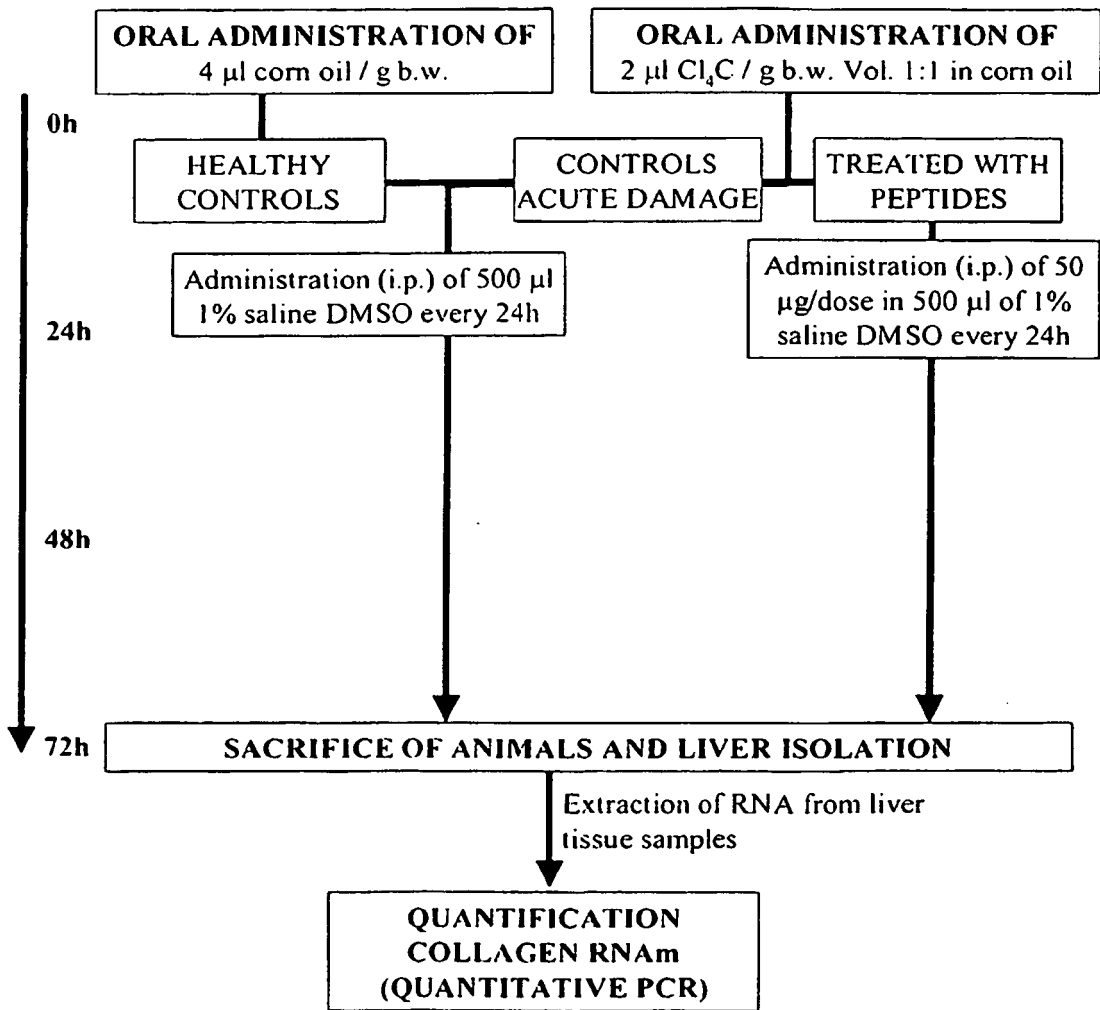 ORAL ADMINISTRATION OF
4 µl corn oil / g b.w.
ORAL ADMINISTRATION OF
2 µl Cl₄C / g b.w. Vol. 1:1 in corn oil
0h
HEALTHY
CONTROLS
CONTROLS
ACUTE DAMAGE
TREATED WITH
PEPTIDES
Administration (i.p.) of 500 µl
1% saline DMSO every 24h
Administration (i.p.) of 50
µg/dose in 500 µl of 1%
saline DMSO every 24h
24h
48h
72h
SACRIFICE OF ANIMALS AND LIVER ISOLATION
Extraction of RNA from liver
tissue samples
QUANTIFICATION
COLLAGEN RNAm
(QUANTITATIVE PCR)